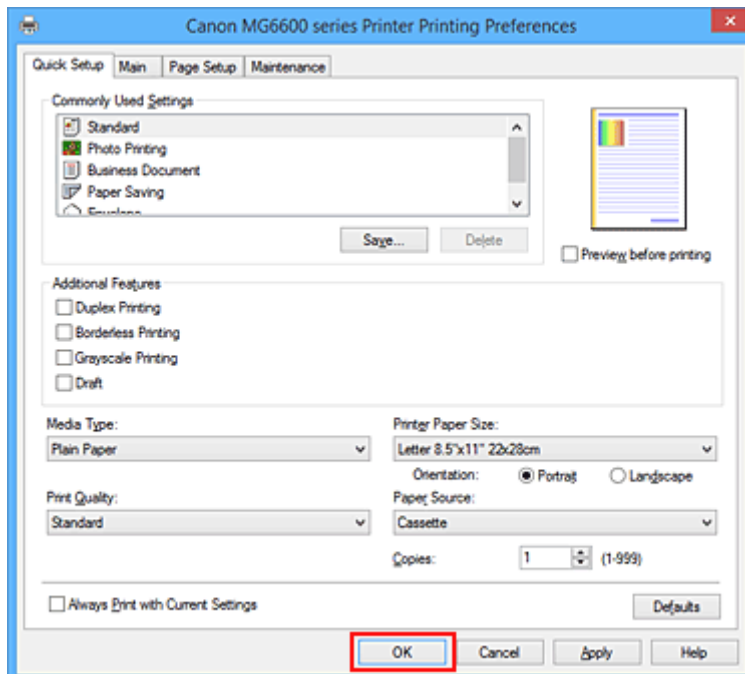 Canon MG6600 series Printer Printing Preferences
Quick Setup Main Page Setup Maintenance
Commonly Used Settings
Standard
Photo Printing
Business Document
Paper Saving
Envelope
Save... Delete
Preview before printing
Additional Features
Duplex Printing
Borderless Printing
Grayscale Printing
Draft
Media Type:
Plain Paper
Printer Paper Size:
Letter 8.5"x11" 22x28cm
Orientation: Portrait Landscape
Print Quality:
Standard
Paper Source:
Cassette
Copies: 1 (1-999)
Always Print with Current Settings
Defaults
OK Cancel Apply Help